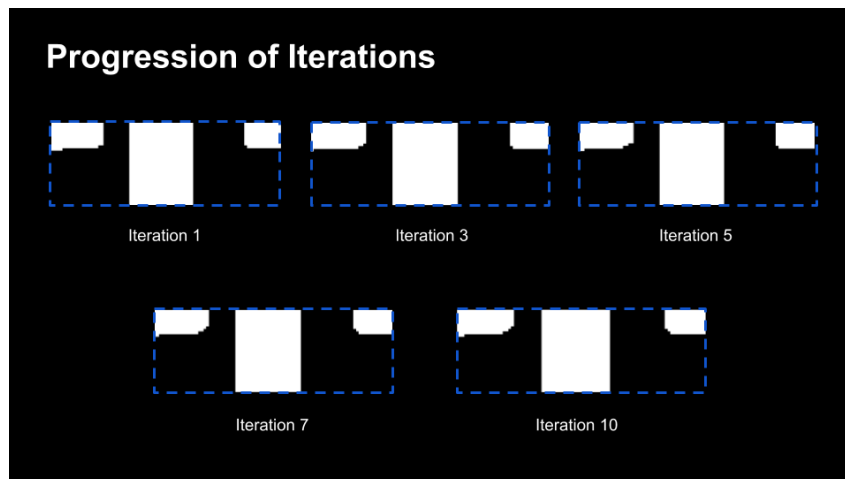 Progression of Iterations
Iteration 1
Iteration 3
Iteration 5
Iteration 7
Iteration 10